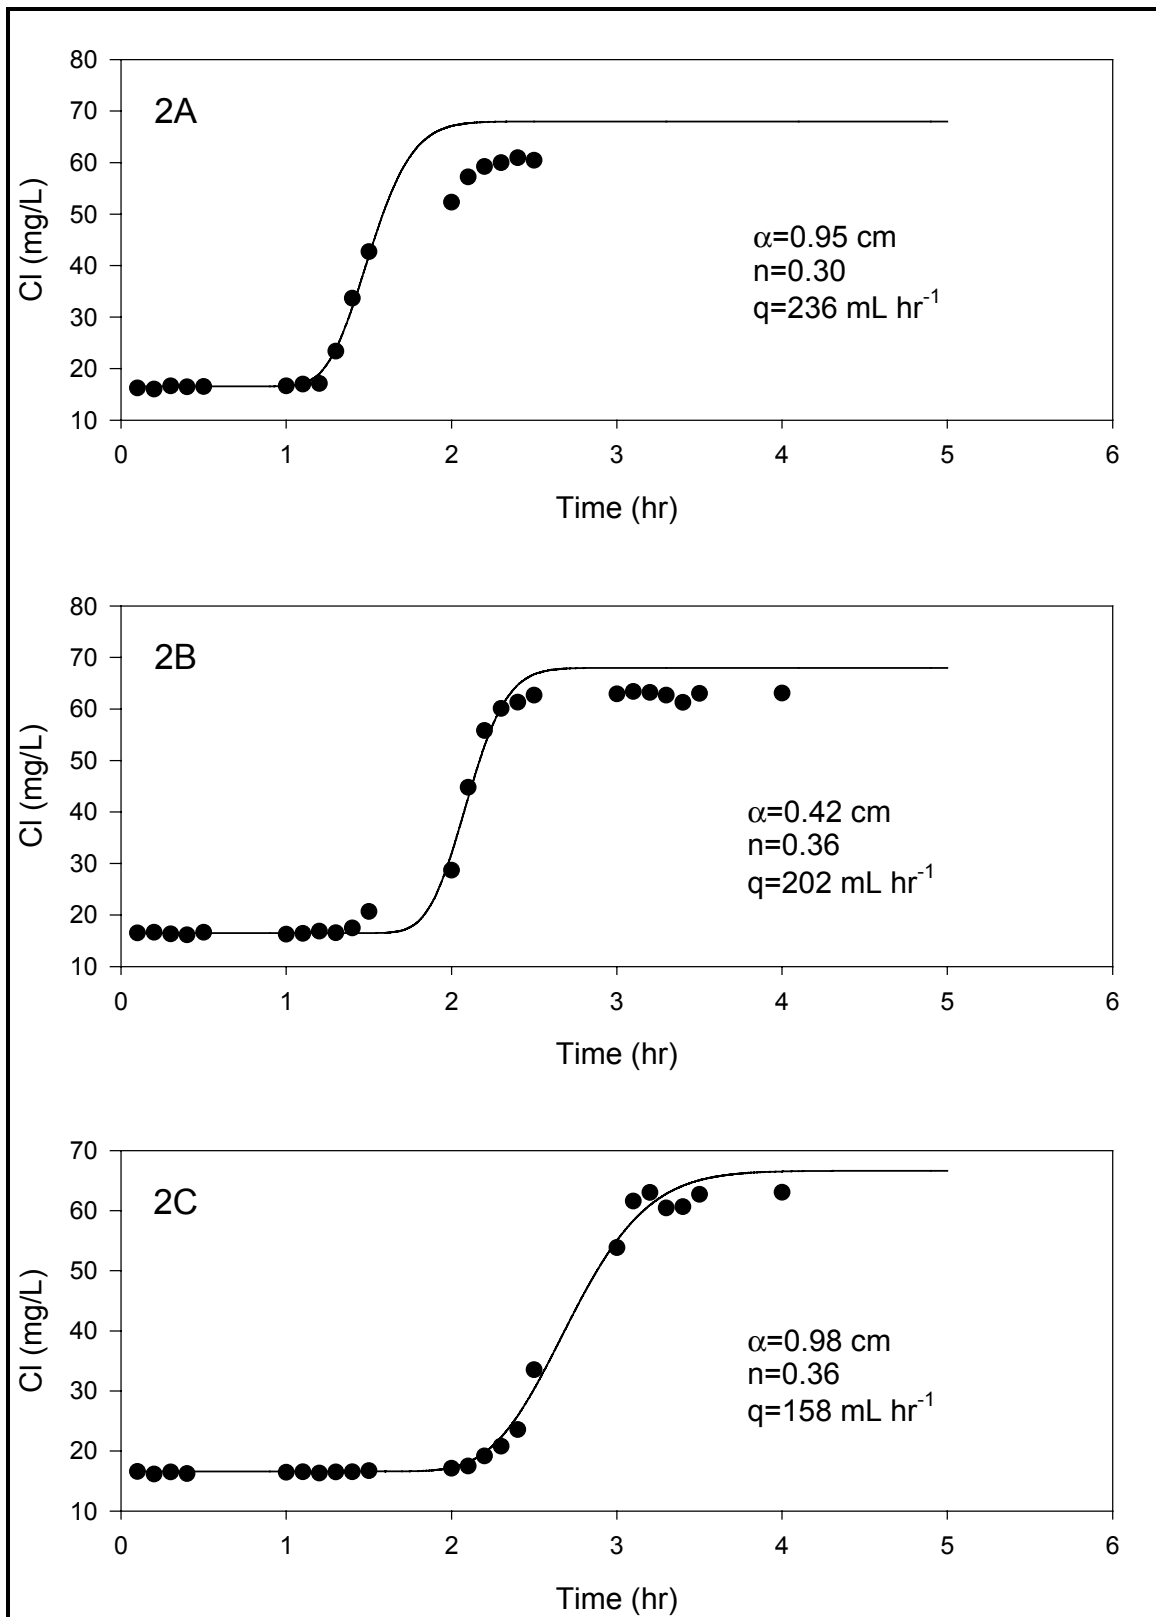 80
70
2A
60
50
α=0.95 cm
40
n=0.30
30
q=236 mL hr-1
20
10
Cl (mg/L)
0 1 2 3 4 5 6
Time (hr)
80
70
2B
60
50
40
α=0.42 cm
n=0.36
30
q=202 mL hr-1
20
10
Cl (mg/L)
0 1 2 3 4 5 6
Time (hr)
70
2C
60
50
40
α=0.98 cm
n=0.36
30
q=158 mL hr-1
20
10
Cl (mg/L)
0 1 2 3 4 5 6
Time (hr)